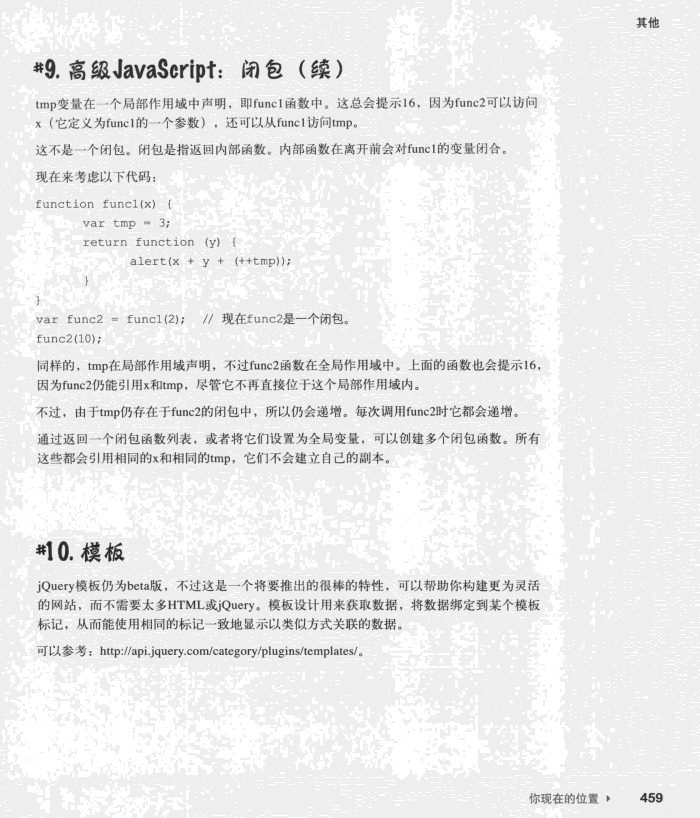 其他
#9. 高级JavaScript：闭包（续）
tmp变量在一个局部作用域中声明，即func1函数中。这总会提示16，因为func2可以访问
x（它定义为func1的一个参数），还可以从func1访问tmp。
这不是一个闭包。闭包是指返回内部函数。内部函数在离开前会对func1的变量闭合。
现在来考虑以下代码：
function func1(x) {
var tmp = 3;
return function (y) {
alert(x + y + (++tmp));
}
}
var func2 = func1(2); // 现在func2是一个闭包。
func2(10);
同样的，tmp在局部作用域声明，不过func2函数在全局作用域中。上面的函数也会提示16，
因为func2仍能引用x和tmp，尽管它不再直接位于这个局部作用域内。
不过，由于tmp仍存在于func2的闭包中，所以仍会递增。每次调用func2时它都会递增。
通过返回一个闭包函数列表，或者将它们设置为全局变量，可以创建多个闭包函数。所有
这些都会引用相同的x和相同的tmp，它们不会建立自己的副本。
#10. 模板
jQuery模板仍为beta版，不过这是一个将要推出的很棒的特性，可以帮助你构建更为灵活
的网站，而不需要太多HTML或jQuery。模板设计用来获取数据，将数据绑定到某个模板
标记，从而能使用相同的标记一致地显示以类似方式关联的数据。
可以参考：http://api.jquery.com/category/plugins/templates/。
你现在的位置 ▸ 459